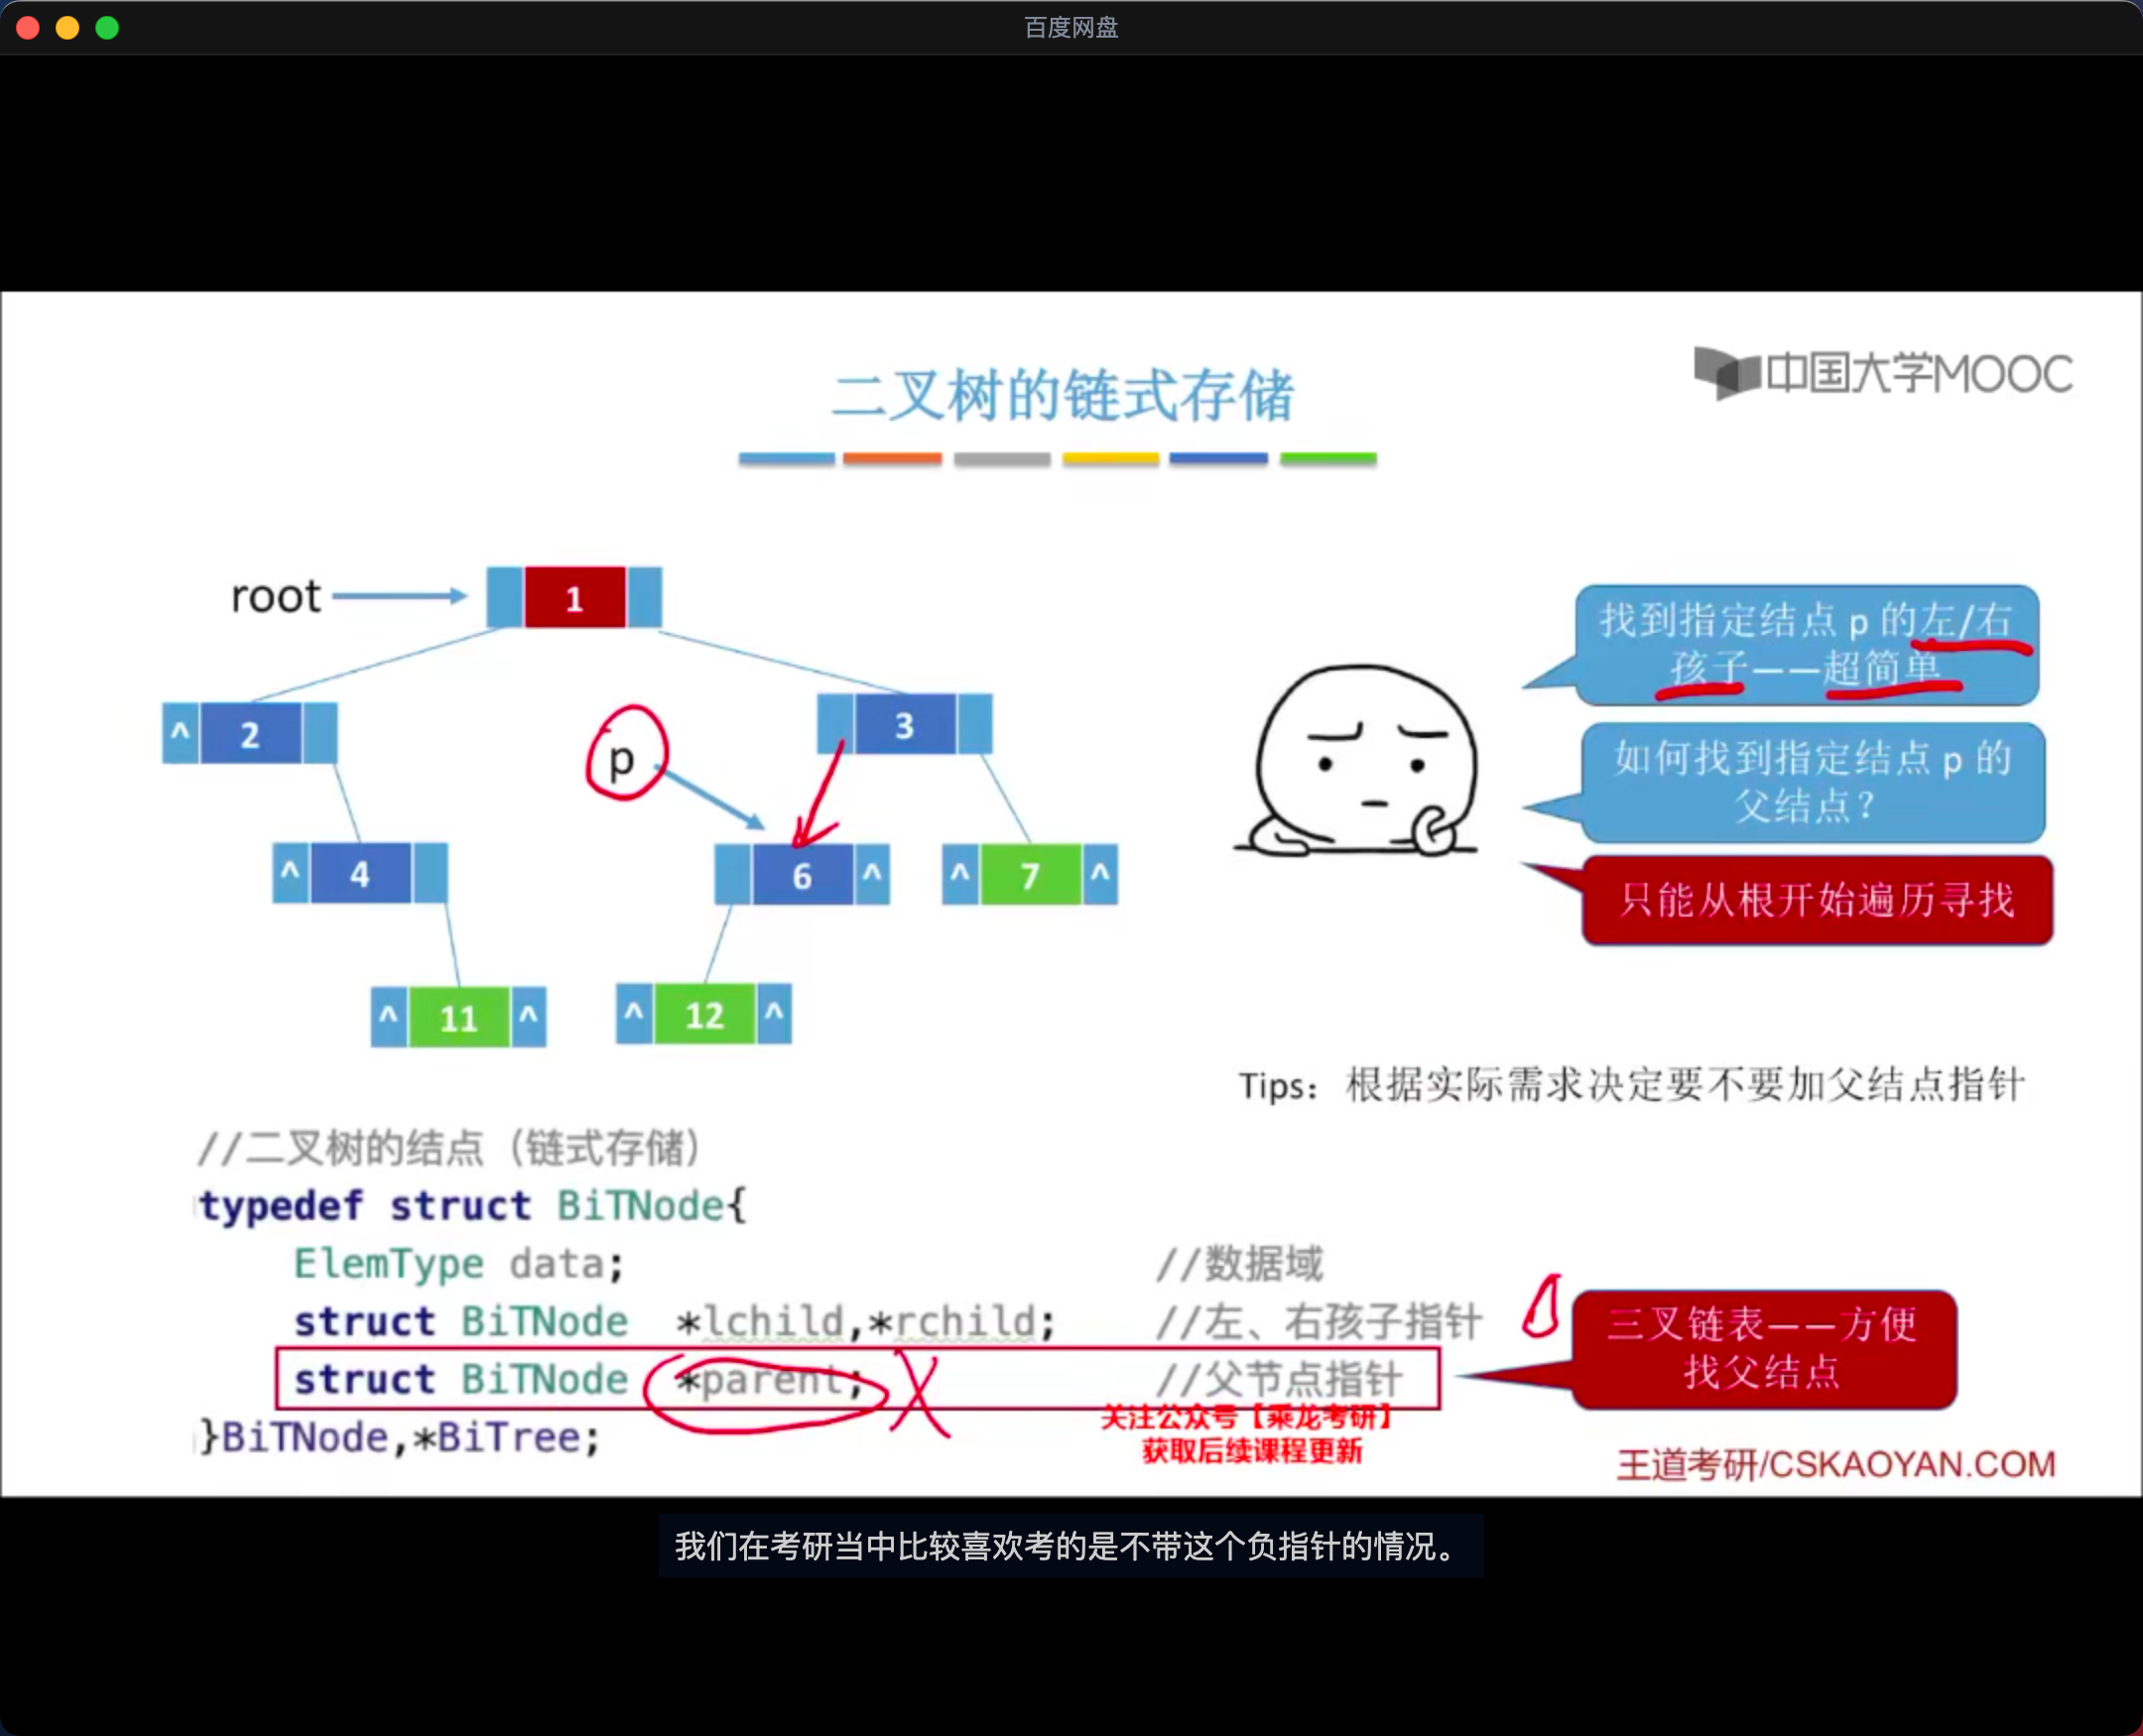 百度网盘
二叉树的链式存储
中国大学MOOC
root
1
2
^
3
p
^
4
6
^
^
7
^
^
11
^
^
12
^
找到指定结点 p 的左/右
孩子——超简单
如何找到指定结点 p 的
父结点?
只能从根开始遍历寻找
Tips: 根据实际需求决定要不要加父结点指针
//二叉树的结点（链式存储）
typedef struct BiTNode{
ElemType data; //数据域
struct BiTNode *lchild,*rchild; //左、右孩子指针
struct BiTNode *parent; //父节点指针
}BiTNode,*BiTree;
三叉链表——方便
找父结点
关注公众号【乘龙考研】
获取后续课程更新
王道考研/CSKAOYAN.COM
我们在考研当中比较喜欢考的是不带这个负指针的情况。